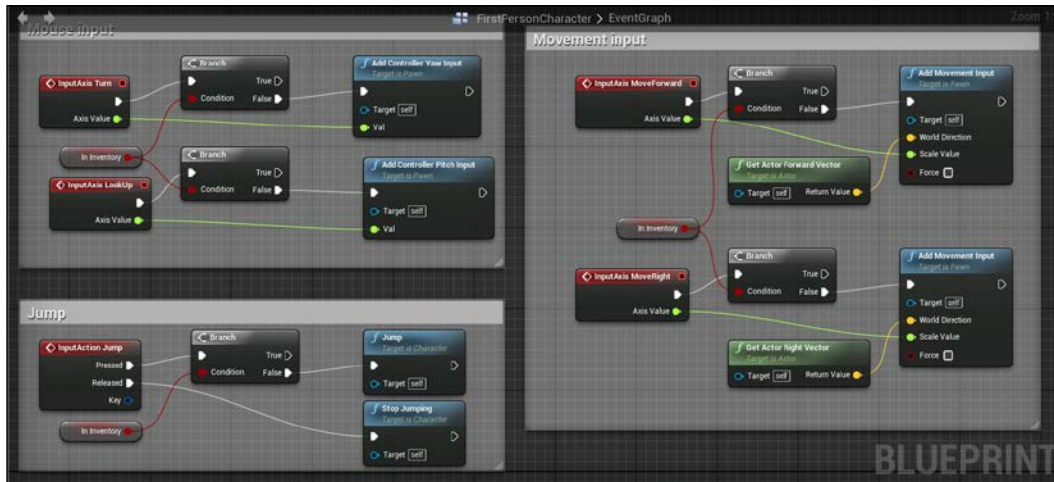 FirstPersonCharacter > EventGraph
Zoom 1:
Mouse input
InputAxis Turn
Axis Value
Branch
True
Condition
False
Add Controller Yaw Input
Target is Pawn
Target self
Val
In Inventory
InputAxis LookUp
Axis Value
Branch
True
Condition
False
Add Controller Pitch Input
Target is Pawn
Target self
Val
Jump
InputAction Jump
Pressed
Released
Key
In Inventory
Branch
True
Condition
False
Jump
Target is Character
Target self
Stop Jumping
Target is Character
Target self
Movement input
InputAxis MoveForward
Axis Value
Branch
True
Condition
False
Add Movement Input
Target is Pawn
Target self
World Direction
Scale Value
Force
Get Actor Forward Vector
Target is Actor
Target self Return Value
In Inventory
InputAxis MoveRight
Axis Value
Branch
True
Condition
False
Add Movement Input
Target is Pawn
Target self
World Direction
Scale Value
Force
Get Actor Right Vector
Target is Actor
Target self Return Value
BLUEPRINT